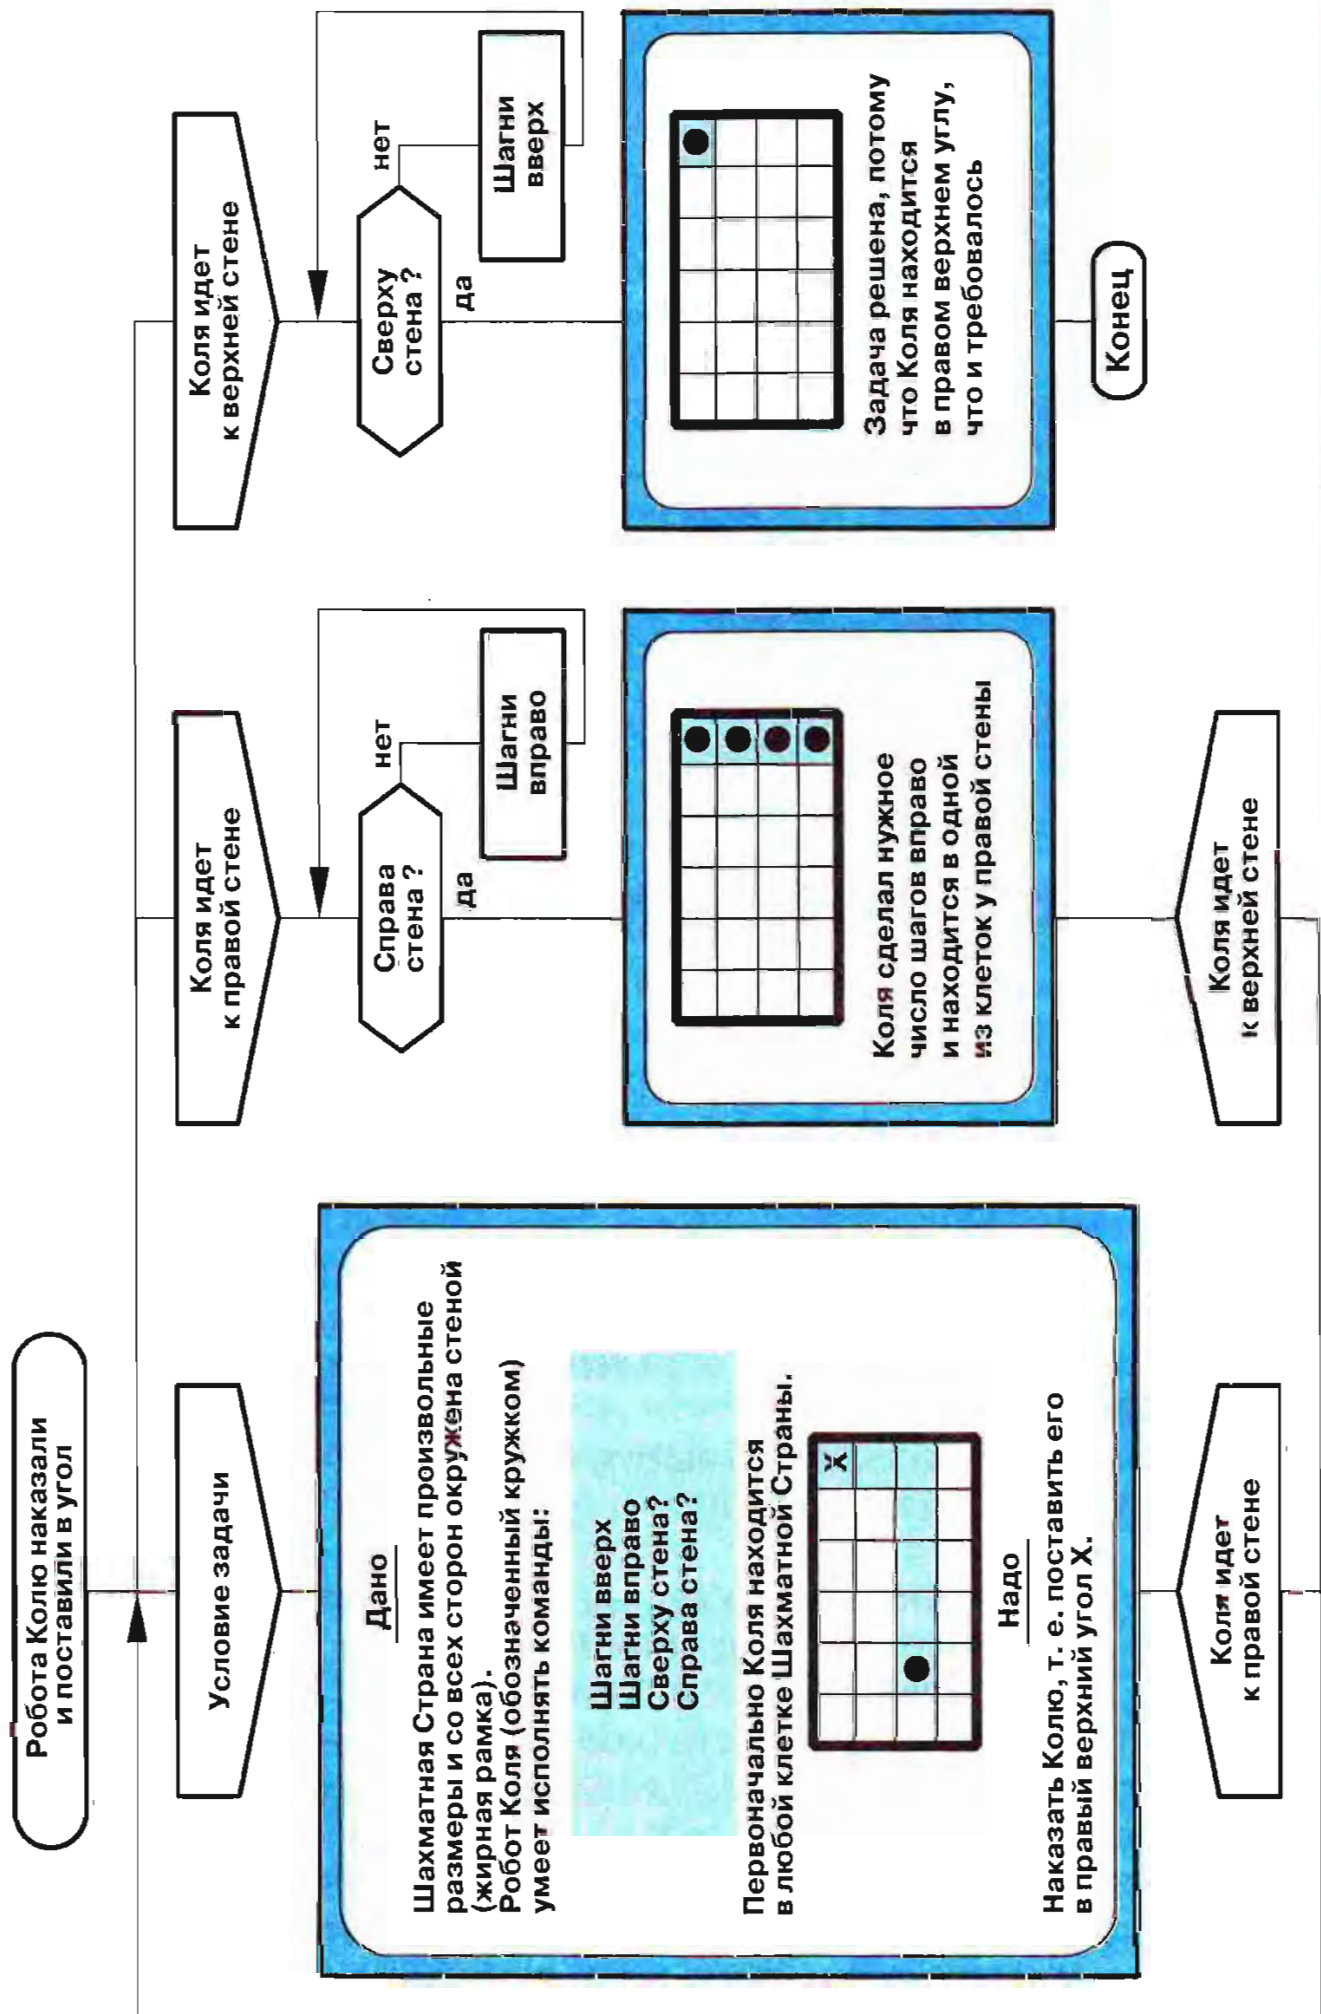 Робота Колю наказали
и поставили в угол
Условие задачи
Дано
Шахматная Страна имеет произвольные
размеры и со всех сторон окружена стеной
(жирная рамка).
Робот Коля (обозначенный кружком)
умеет исполнять команды:
Шагни вверх
Шагни вправо
Сверху стена?
Справа стена?
Первоначально Коля находится
в любой клетке Шахматной Страны.
X
Надо
Наказать Колю, т. е. поставить его
в правый верхний угол X.
Коля идет
к правой стене
Коля идет
к правой стене
Справа
стена ?
нет
да
Шагни
вправо
Коля сделал нужное
число шагов вправо
и находится в одной
из клеток у правой стены
Коля идет
к верхней стене
Коля идет
к верхней стене
Сверху
стена ?
нет
да
Шагни
вверх
Задача решена, потому
что Коля находится
в правом верхнем углу,
что и требовалось
Конец